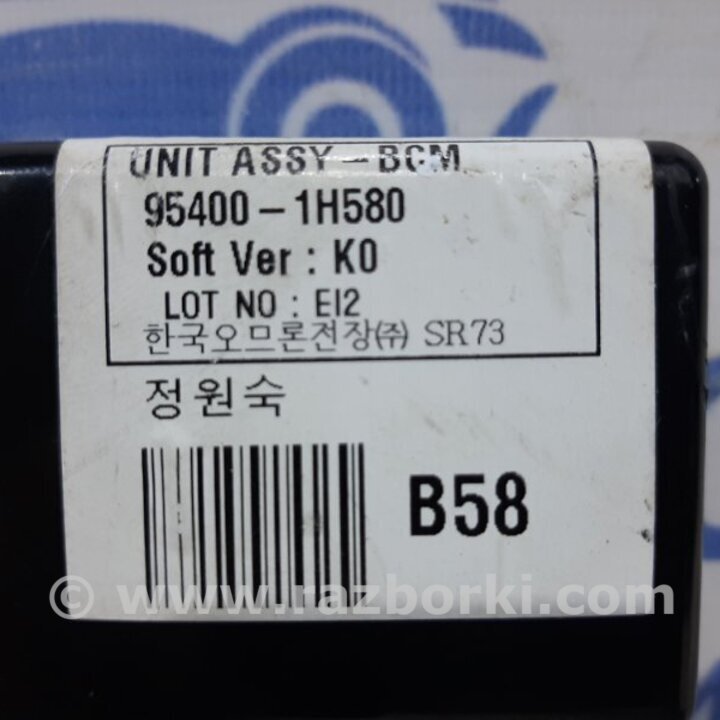 UNIT ASSY-BCM
95400-1H580
Soft Ver : K0
LOT NO : EI2
한국오므론전장㈜ SR73
정원숙
B58
© www.razborki.com